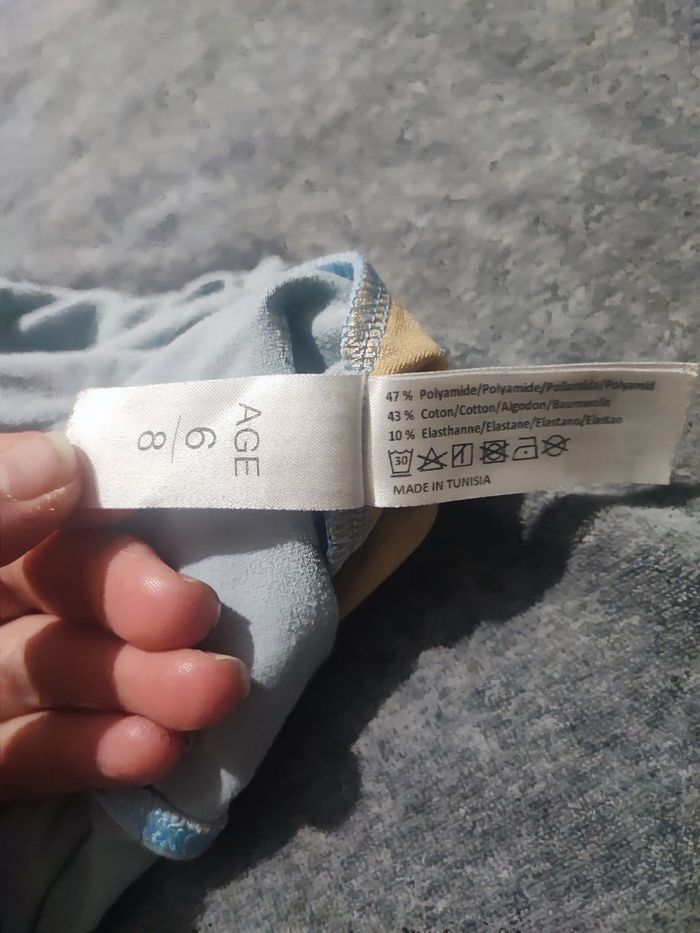 AGE
6/8
47 % Polyamide/Polyamide/Poliamida/Polyamid
43 % Coton/Cotton/Algodon/Baumwolle
10 % Elasthanne/Elastane/Elastano/Elastan
30
MADE IN TUNISIA